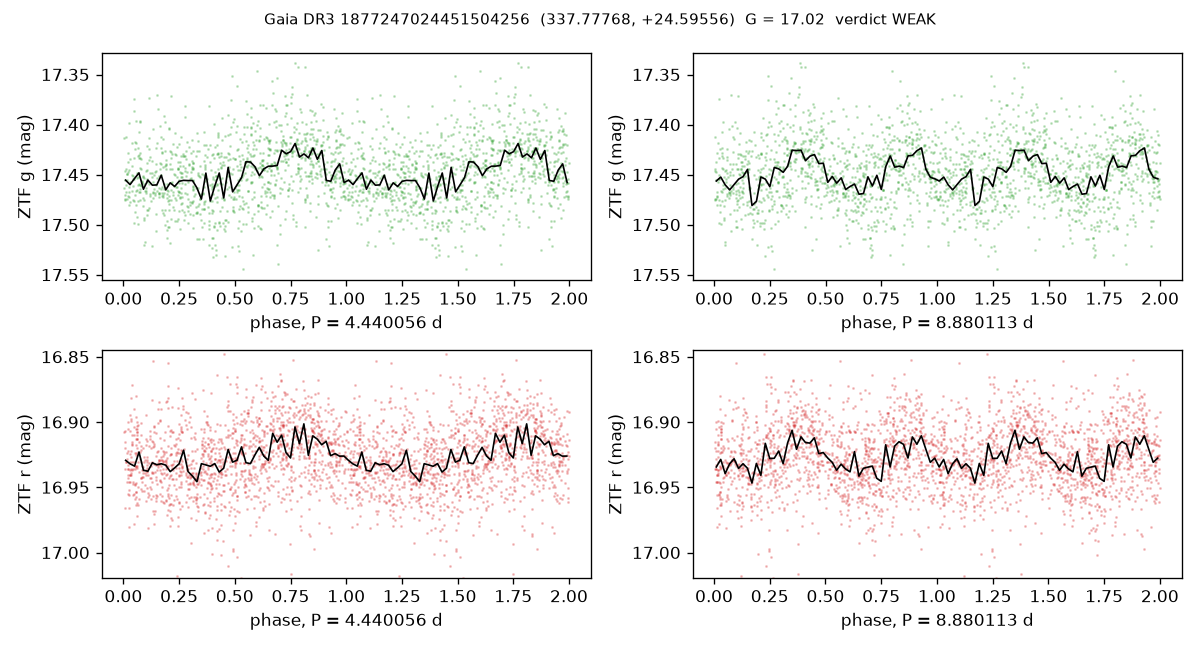 Gaia DR3 1877247024451504256 (337.77768, +24.59556) G = 17.02 verdict WEAK
ZTF g (mag)
17.35
17.40
17.45
17.50
17.55
0.00 0.25 0.50 0.75 1.00 1.25 1.50 1.75 2.00
phase, P = 4.440056 d
ZTF g (mag)
17.35
17.40
17.45
17.50
17.55
0.00 0.25 0.50 0.75 1.00 1.25 1.50 1.75 2.00
phase, P = 8.880113 d
ZTF r (mag)
16.85
16.90
16.95
17.00
0.00 0.25 0.50 0.75 1.00 1.25 1.50 1.75 2.00
phase, P = 4.440056 d
ZTF r (mag)
16.85
16.90
16.95
17.00
0.00 0.25 0.50 0.75 1.00 1.25 1.50 1.75 2.00
phase, P = 8.880113 d